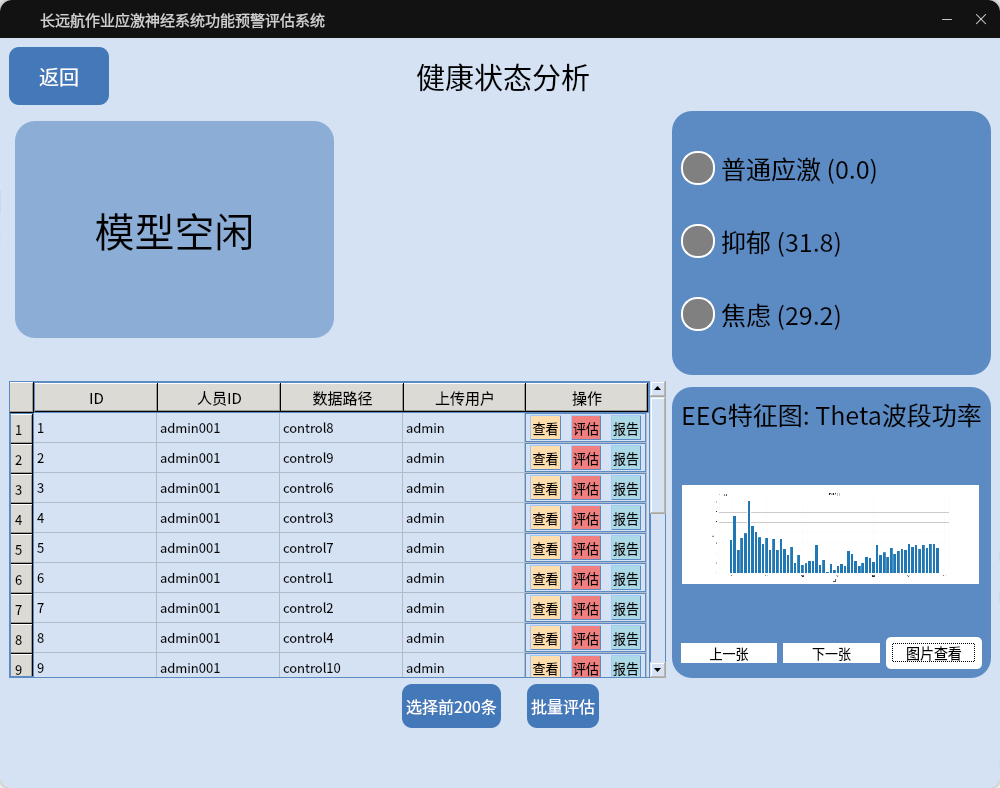 长远航作业应激神经系统功能预警评估系统
返回
健康状态分析
模型空闲
普通应激 (0.0)
抑郁 (31.8)
焦虑 (29.2)
ID 人员ID 数据路径 上传用户 操作
1 1 admin001 control8 admin 查看 评估 报告
2 2 admin001 control9 admin 查看 评估 报告
3 3 admin001 control6 admin 查看 评估 报告
4 4 admin001 control3 admin 查看 评估 报告
5 5 admin001 control7 admin 查看 评估 报告
6 6 admin001 control1 admin 查看 评估 报告
7 7 admin001 control2 admin 查看 评估 报告
8 8 admin001 control4 admin 查看 评估 报告
9 9 admin001 control10 admin 查看 评估 报告
EEG特征图: Theta波段功率
上一张 下一张 图片查看
选择前200条 批量评估